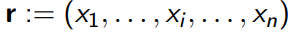 r := (x₁, . . . , xᵢ, . . . , xₙ)